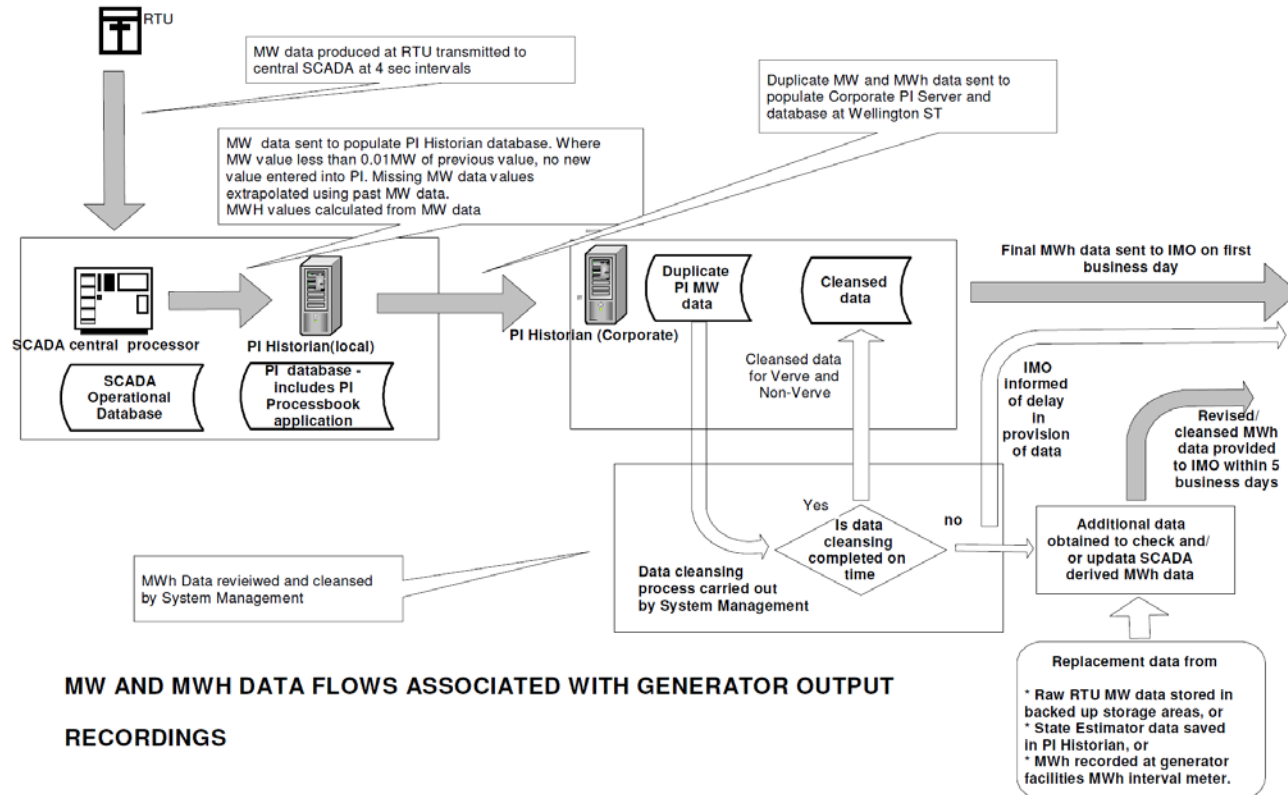 RTU
MW data produced at RTU transmitted to
central SCADA at 4 sec intervals
Duplicate MW and MWh data sent to
populate Corporate PI Server and
database at Wellington ST
MW data sent to populate PI Historian database. Where
MW value less than 0.01MW of previous value, no new
value entered into PI. Missing MW data values
extrapolated using past MW data.
MWH values calculated from MW data
SCADA central processor
SCADA
Operational
Database
PI Historian(local)
PI database -
includes PI
Processbook
application
PI Historian (Corporate)
Duplicate
PI MW
data
Cleansed
data
Final MWh data sent to IMO on first
business day
Cleansed data
for Verve and
Non-Verve
IMO
informed
of delay
in
provision
of data
Revised/
cleansed MWh
data provided
to IMO within 5
business days
Yes
Is data
cleansing
completed on
time
no
Data cleansing
process carried out
by System Management
Additional data
obtained to check and/
or updata SCADA
derived MWh data
MWh Data revieiwed and cleansed
by System Management
Replacement data from
* Raw RTU MW data stored in
backed up storage areas, or
* State Estimator data saved
in PI Historian, or
* MWh recorded at generator
facilities MWh interval meter.
MW AND MWH DATA FLOWS ASSOCIATED WITH GENERATOR OUTPUT
RECORDINGS